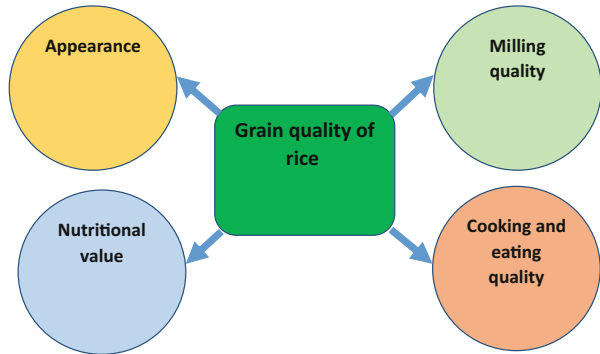 Appearance
Milling
quality
Grain quality of
rice
Nutritional
value
Cooking and
eating
quality